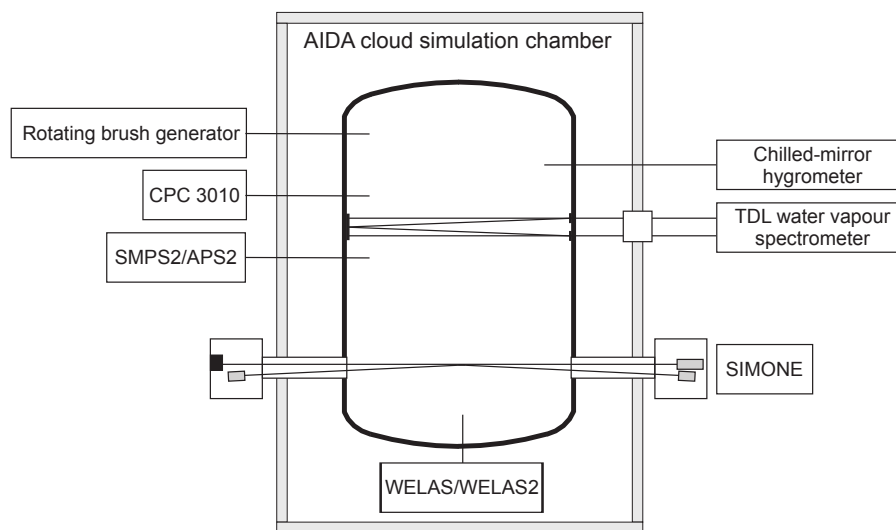 AIDA cloud simulation chamber
Rotating brush generator
CPC 3010
SMPS2/APS2
Chilled-mirror
hygrometer
TDL water vapour
spectrometer
SIMONE
WELAS/WELAS2